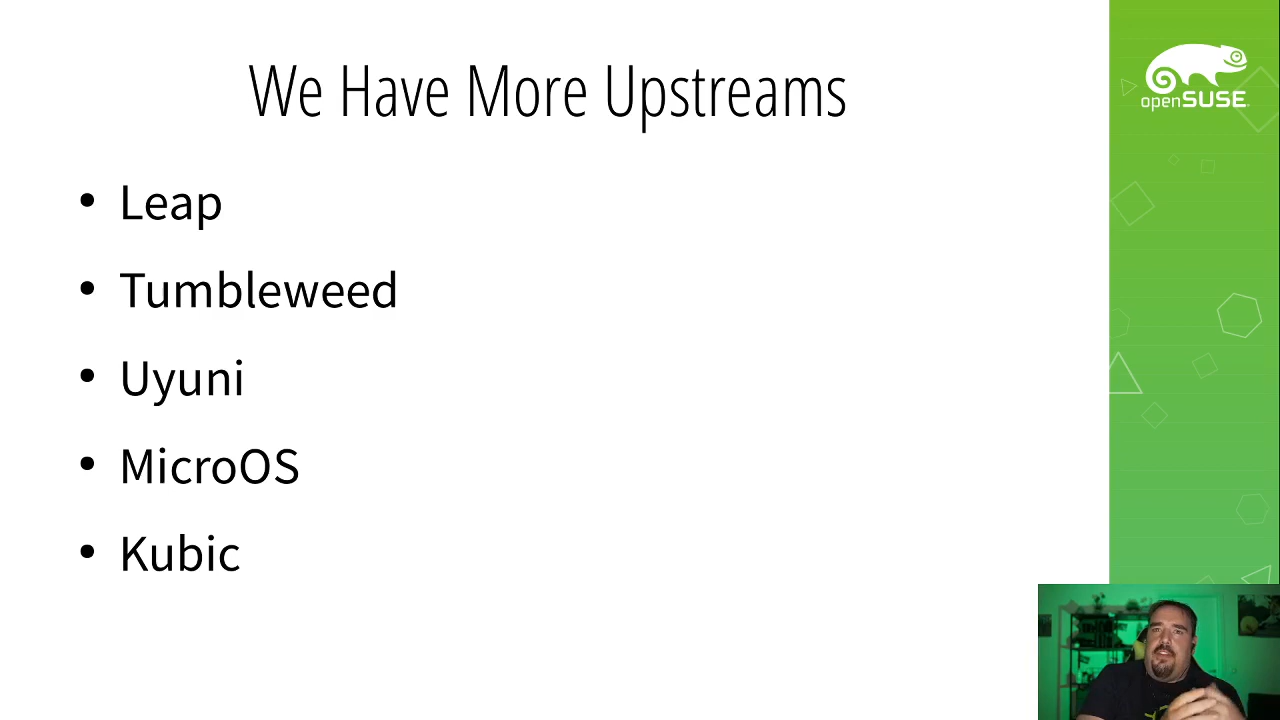 We Have More Upstreams
openSUSE
• Leap
• Tumbleweed
• Uyuni
• MicroOS
• Kubic